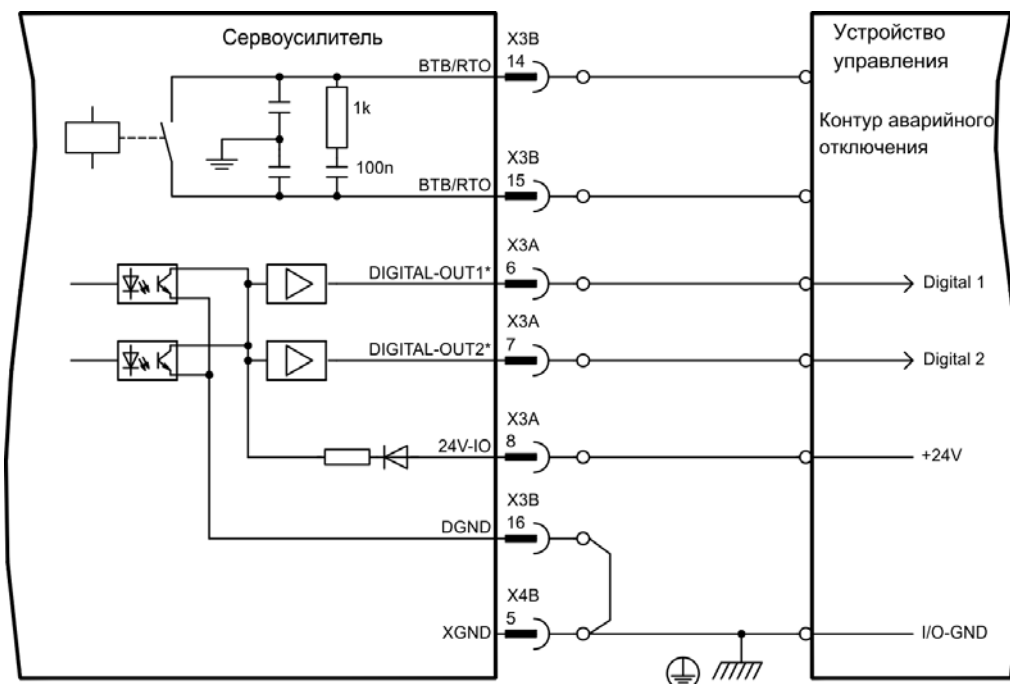 Сервоусилитель
Устройство
управления
Контур аварийного
отключения
BTB/RTO
X3B
14
1k
100n
BTB/RTO
X3B
15
DIGITAL-OUT1*
X3A
6
Digital 1
DIGITAL-OUT2*
X3A
7
Digital 2
24V-IO
X3A
8
+24V
DGND
X3B
16
XGND
X4B
5
I/O-GND